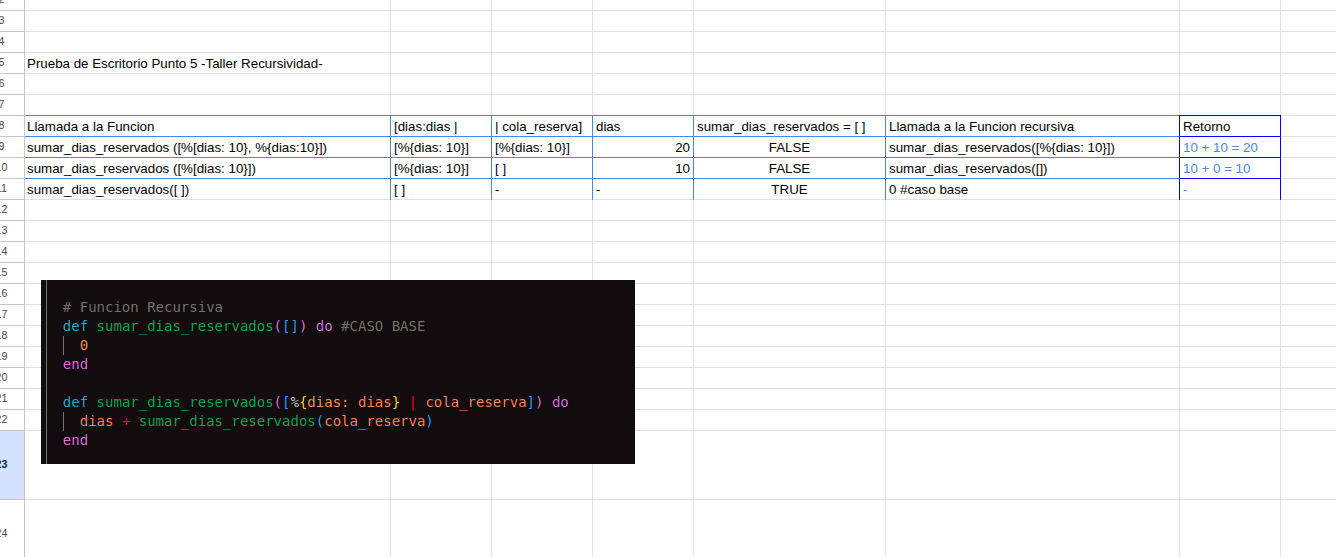 3
4
5 Prueba de Escritorio Punto 5 -Taller Recursividad-
6
7
8 Llamada a la Funcion [dias:dias | | cola_reserva] dias sumar_dias_reservados = [ ] Llamada a la Funcion recursiva Retorno
9 sumar_dias_reservados ([%{dias: 10}, %{dias:10}]) [%{dias: 10}] [%{dias: 10}] 20 FALSE sumar_dias_reservados([%{dias: 10}]) 10 + 10 = 20
10 sumar_dias_reservados ([%{dias: 10}]) [%{dias: 10}] [ ] 10 FALSE sumar_dias_reservados([]) 10 + 0 = 10
11 sumar_dias_reservados([ ]) [ ] - - TRUE 0 #caso base -
12
13
14
15
16
17 # Funcion Recursiva
18 def sumar_dias_reservados([]) do #CASO BASE
19 0
20 end
21 def sumar_dias_reservados([%{dias: dias} | cola_reserva]) do
22 dias + sumar_dias_reservados(cola_reserva)
end
23
24